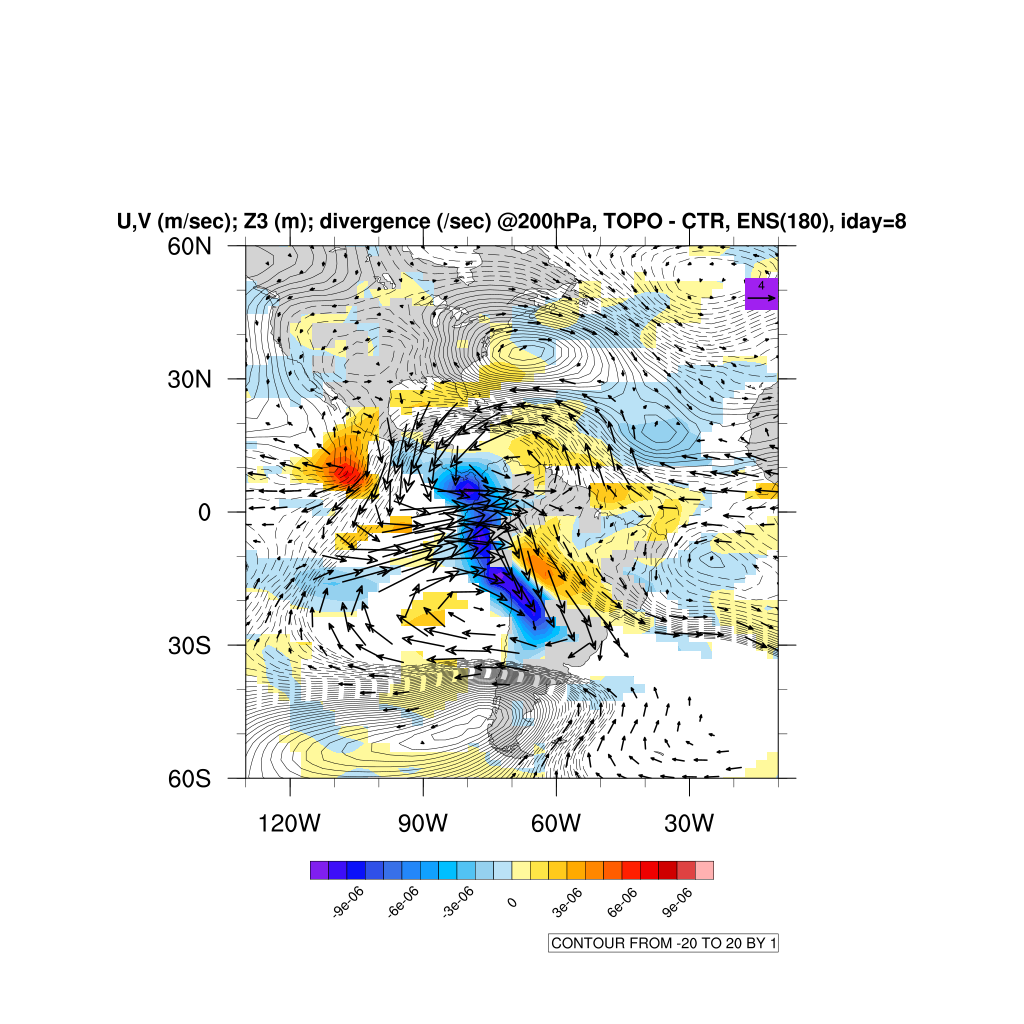 U,V (m/sec); Z3 (m); divergence (/sec) @200hPa, TOPO - CTR, ENS(180), iday=8
60N
4
30N
0
30S
60S
120W 90W 60W 30W
-9e-06 -6e-06 -3e-06 0 3e-06 6e-06 9e-06
CONTOUR FROM -20 TO 20 BY 1